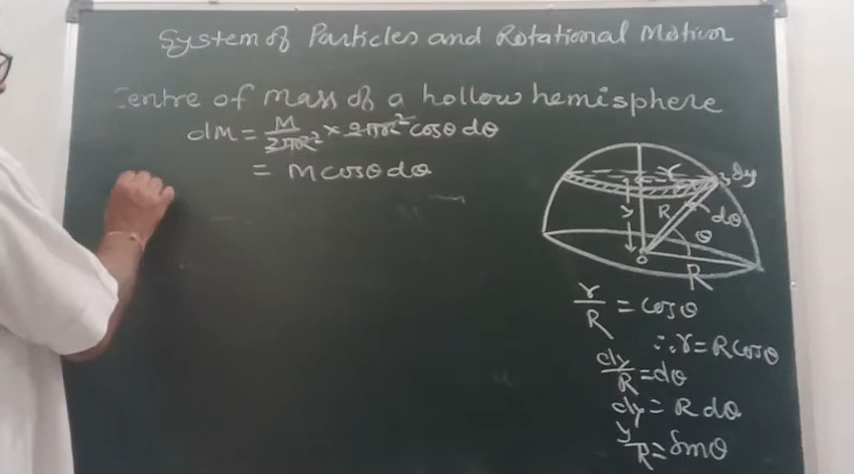 System of Particles and Rotational Motion
Centre of mass of a hollow hemisphere
dM = M/2πR² × 2πR² cosθ dθ
= M cosθ dθ
r
dy
y
R
dθ
θ
O
R
r/R = cosθ
∴ r = R cosθ
dy/R = dθ
dy = R dθ
y/R = Sinθ